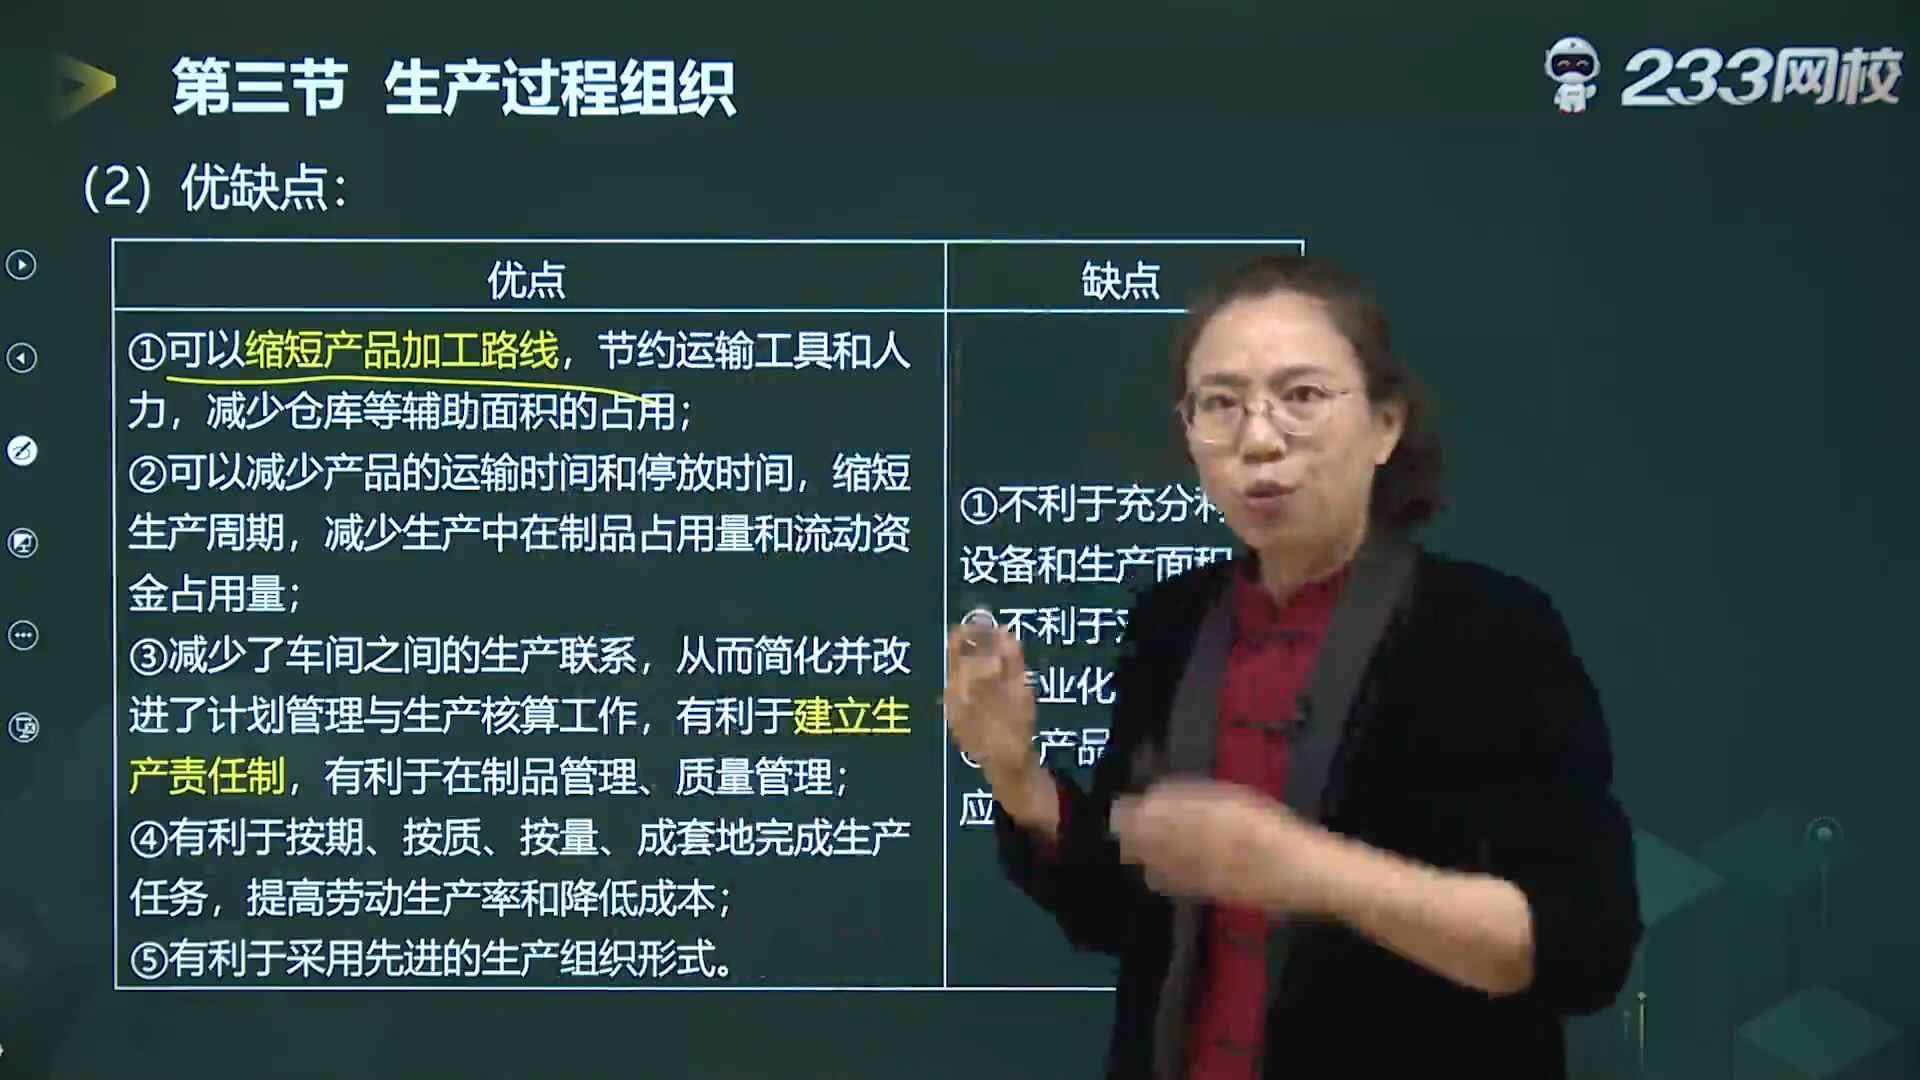 第三节 生产过程组织
233网校
（2）优缺点：
优点
缺点
①可以缩短产品加工路线，节约运输工具和人
力，减少仓库等辅助面积的占用；
②可以减少产品的运输时间和停放时间，缩短
生产周期，减少生产中在制品占用量和流动资
金占用量；
③减少了车间之间的生产联系，从而简化并改
进了计划管理与生产核算工作，有利于建立生
产责任制，有利于在制品管理、质量管理；
④有利于按期、按质、按量、成套地完成生产
任务，提高劳动生产率和降低成本；
⑤有利于采用先进的生产组织形式。
①不利于充分
设备和生产面积
不利于
业化
产品
应